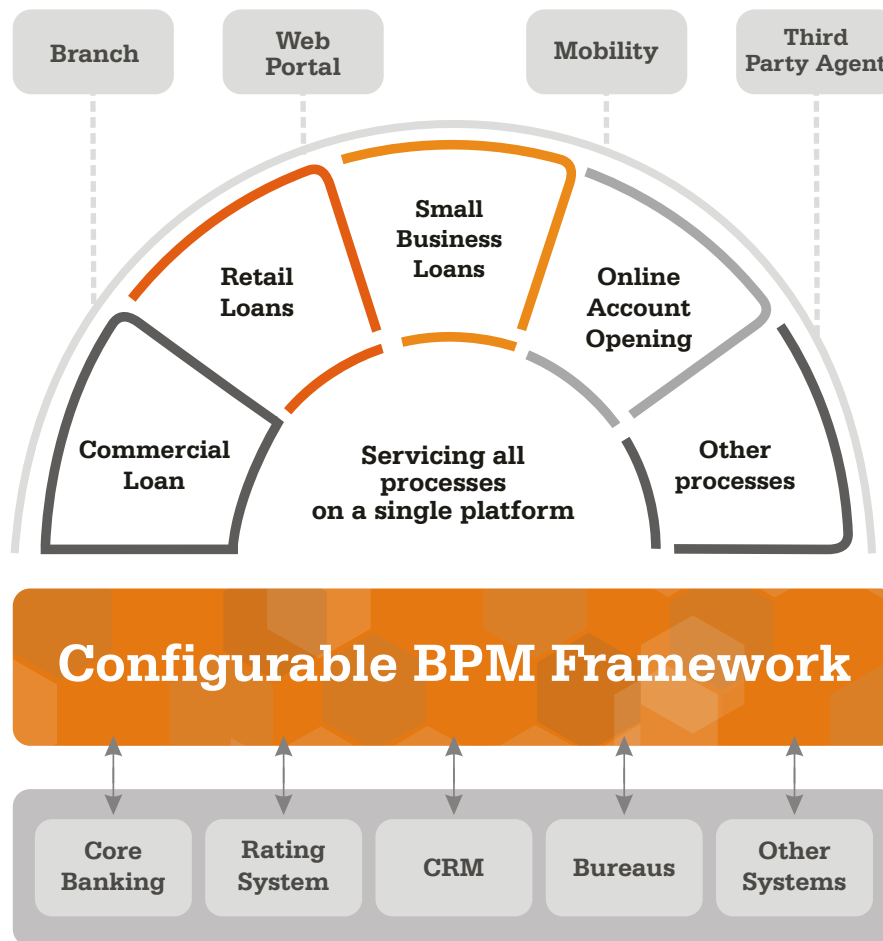 Branch
Web
Portal
Mobility
Third
Party Agent
Small
Business
Loans
Retail
Loans
Online
Account
Opening
Commercial
Loan
Servicing all
processes
on a single platform
Other
processes
Configurable BPM Framework
Core
Banking
Rating
System
CRM
Bureaus
Other
Systems